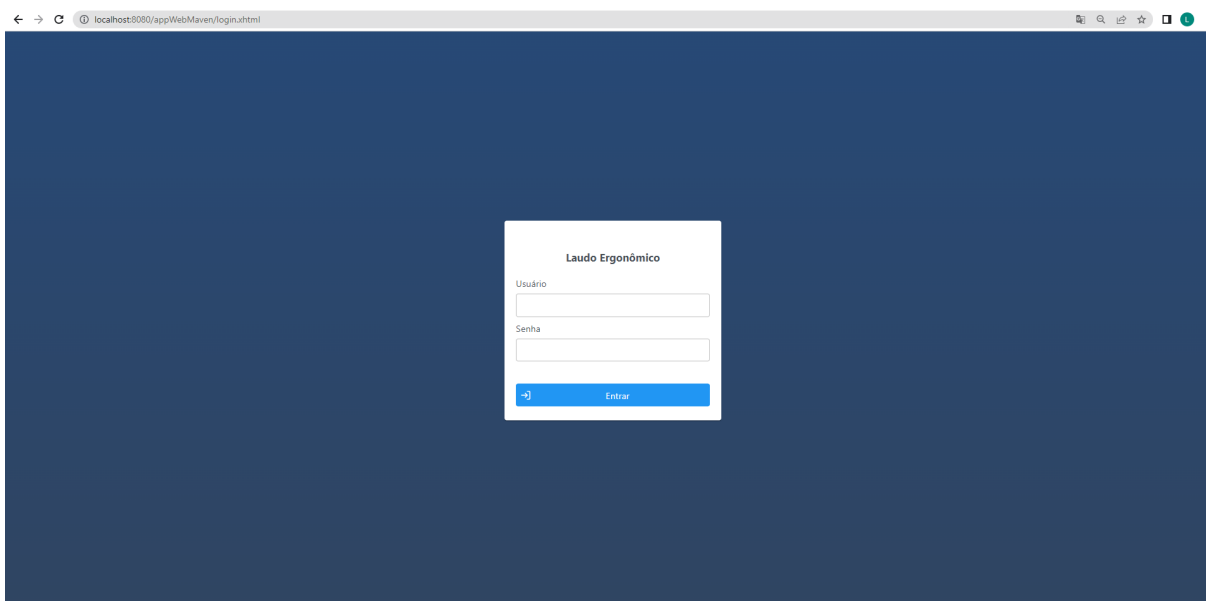 localhost:8080/appWebMaven/login.xhtml
L
Laudo Ergonômico
Usuário
Senha
Entrar